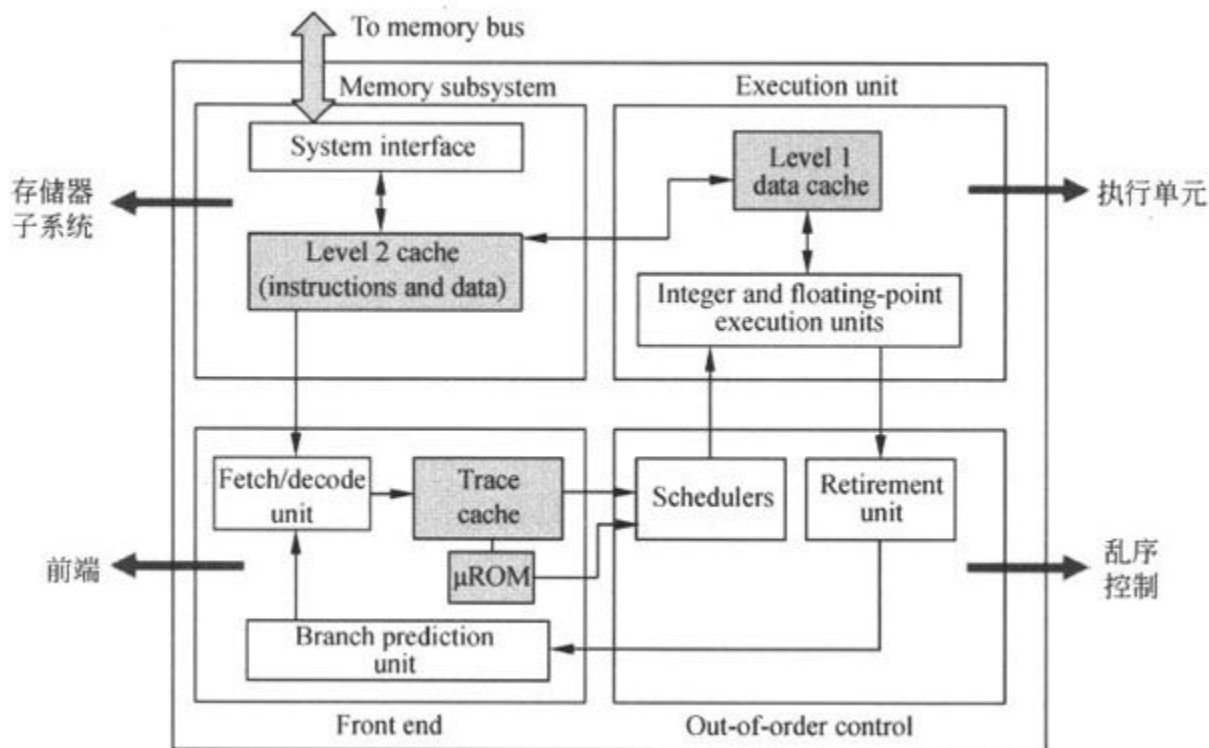 To memory bus
Memory subsystem
Execution unit
System interface
Level 1
data cache
存储器
子系统
执行单元
Level 2 cache
(instructions and data)
Integer and floating-point
execution units
Fetch/decode
unit
Trace
cache
Schedulers
Retirement
unit
前端
μROM
乱序
控制
Branch prediction
unit
Front end
Out-of-order control